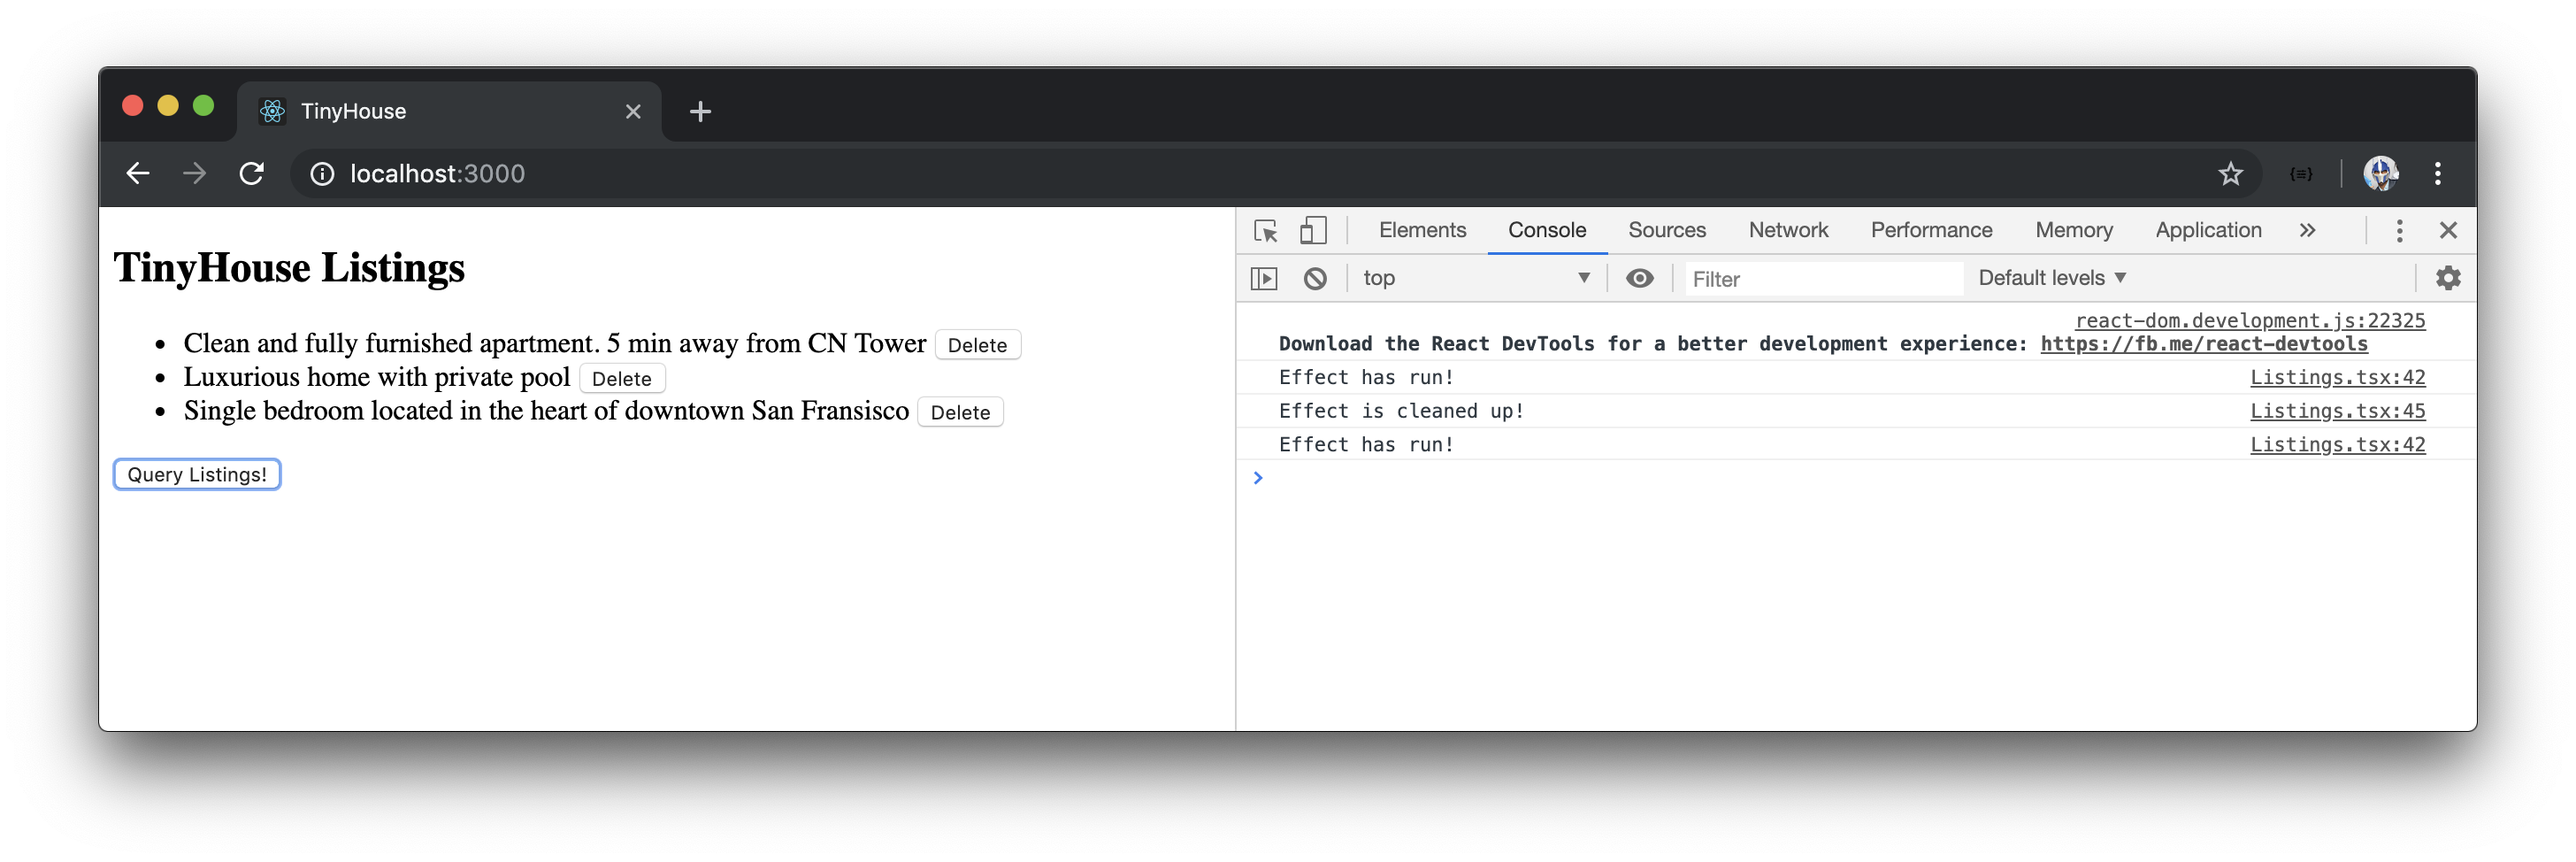 TinyHouse
localhost:3000
TinyHouse Listings
Clean and fully furnished apartment. 5 min away from CN Tower Delete
Luxurious home with private pool Delete
Single bedroom located in the heart of downtown San Fransisco Delete
Query Listings!
Elements Console Sources Network Performance Memory Application
top Filter Default levels
react-dom.development.js:22325
Download the React DevTools for a better development experience: https://fb.me/react-devtools
Effect has run! Listings.tsx:42
Effect is cleaned up! Listings.tsx:45
Effect has run! Listings.tsx:42